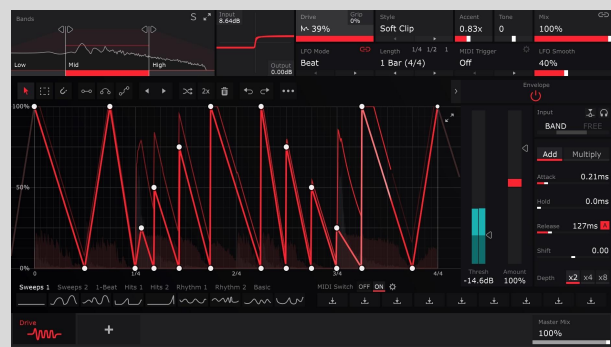 Bands
S
Low
Mid
High
Input
8.64dB
Output
0.00dB
Drive
39%
Grip
0%
Style
Soft Clip
Accent
0.83x
Tone
0
Mix
100%
LFO Mode
Beat
Length 1/4 1/2 1
1 Bar (4/4)
MIDI Trigger
Off
LFO Smooth
40%
2x
Envelope
100%
50%
0%
0 1/4 2/4 3/4 4/4
Input
BAND FREE
Add Multiply
Attack 0.21ms
Hold 0.0ms
Release 127ms A
Shift 0.00
Depth x2 x4 x8
Thresh
-14.6dB
Amount
100%
Sweeps 1 Sweeps 2 1-Beat Hits 1 Hits 2 Rhythm 1 Rhythm 2 Basic
MIDI Switch OFF ON
Drive
+
Master Mix
100%